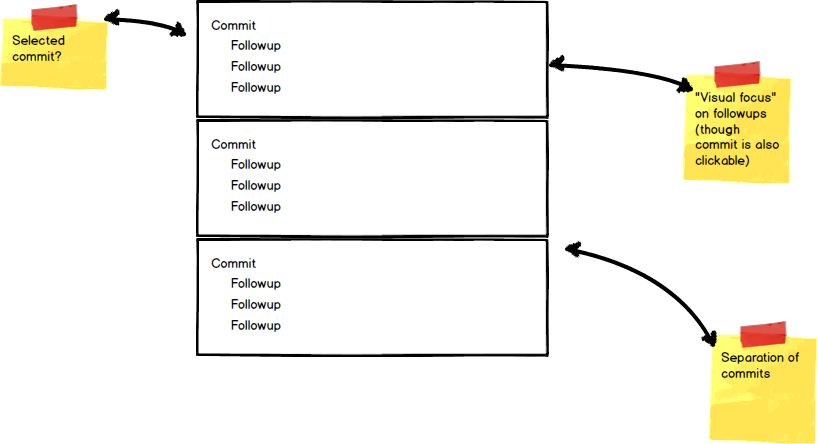 Selected
commit?
Commit
Followup
Followup
Followup
"Visual focus"
on followups
(though
commit is also
clickable)
Commit
Followup
Followup
Followup
Commit
Followup
Followup
Followup
Separation of
commits